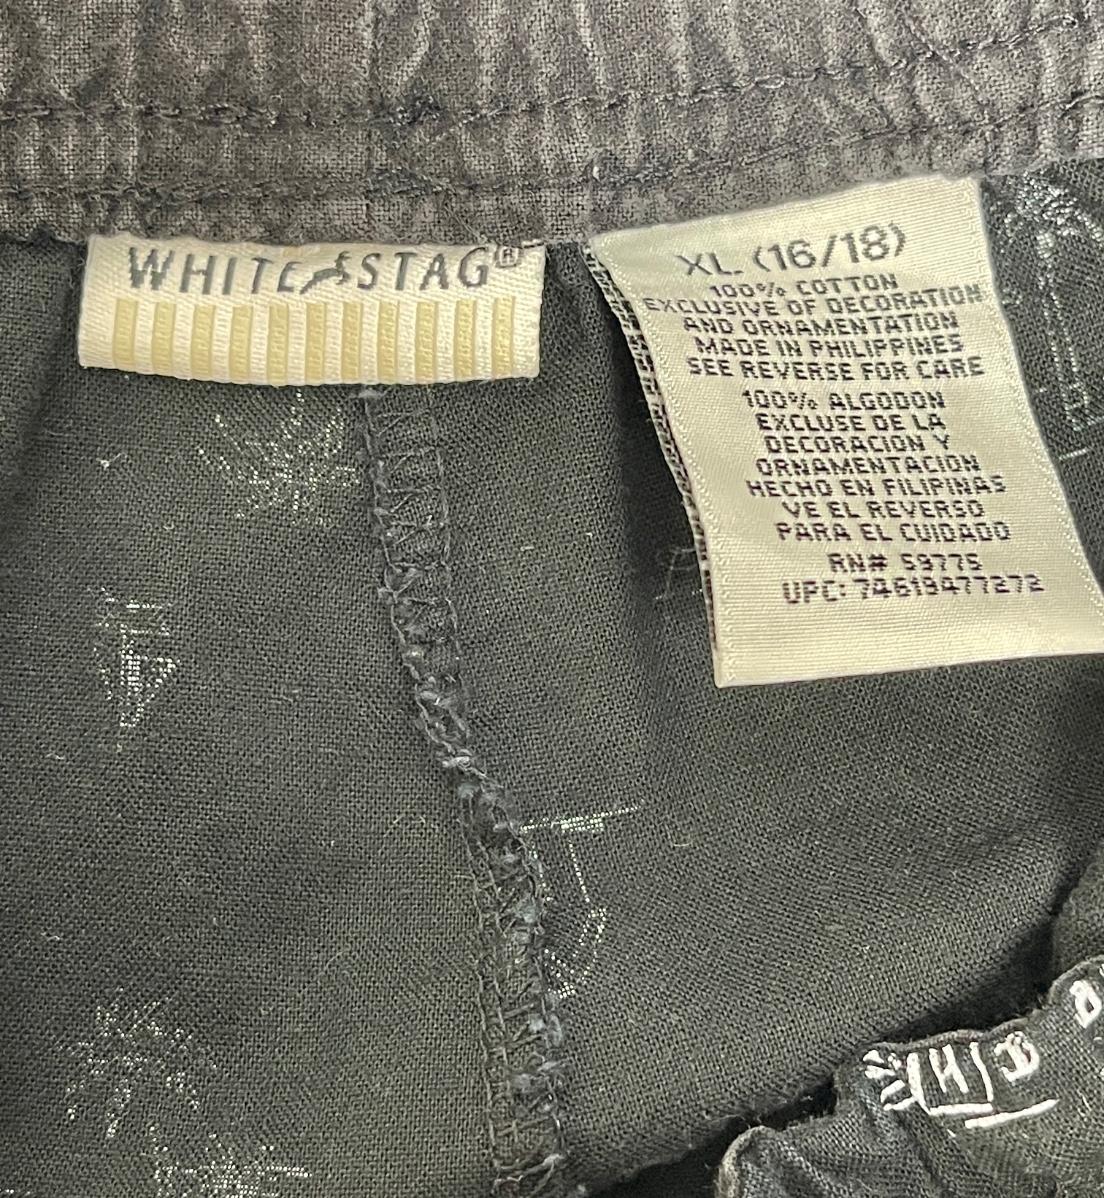 WHITE STAG®
XL (16/18)
100% COTTON
EXCLUSIVE OF DECORATION
AND ORNAMENTATION
MADE IN PHILIPPINES
SEE REVERSE FOR CARE
100% ALGODON
EXCLUSE DE LA
DECORACION Y
ORNAMENTACION
HECHO EN FILIPINAS
VE EL REVERSO
PARA EL CUIDADO
RN# 59775
UPC: 74619477272